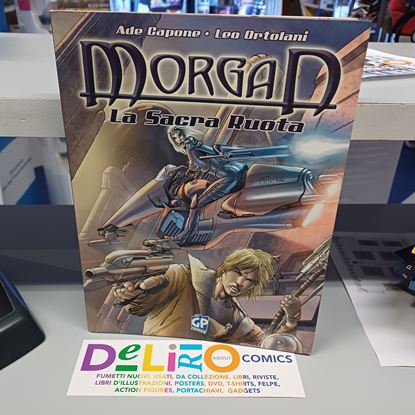 Ade Capone • Leo Ortolani
MORGAN
La Sacra Ruota
GP
DeLiRiO ABOUT COMICS
FUMETTI NUOVI, USATI, DA COLLEZIONE, LIBRI, RIVISTE,
LIBRI D'ILLUSTRAZIONI, POSTERS, DVD, T-SHIRTS, FELPE,
ACTION FIGURES, PORTACHIAVI, GADGETS